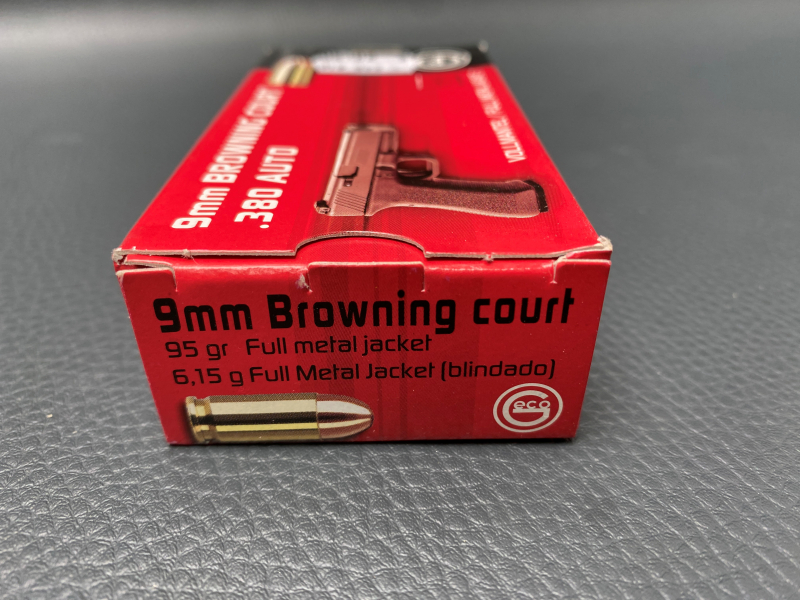 9mm BROWNING COURT
.380 AUTO
9mm Browning court
95 gr Full metal jacket
6,15 g Full Metal Jacket (blindado)
Geco